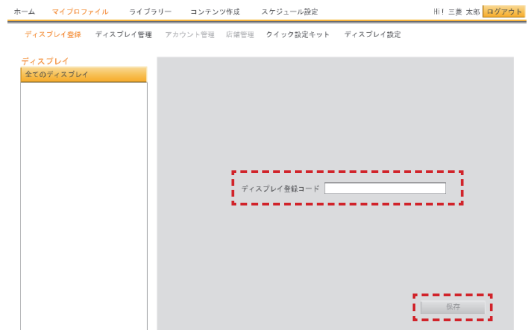 ホーム マイプロファイル ライブラリー コンテンツ作成 スケジュール設定 Hi! 三菱 太郎 ログアウト
ディスプレイ登録 ディスプレイ管理 アカウント管理 店舗管理 クイック設定キット ディスプレイ設定
ディスプレイ
全てのディスプレイ
ディスプレイ登録コード
保存